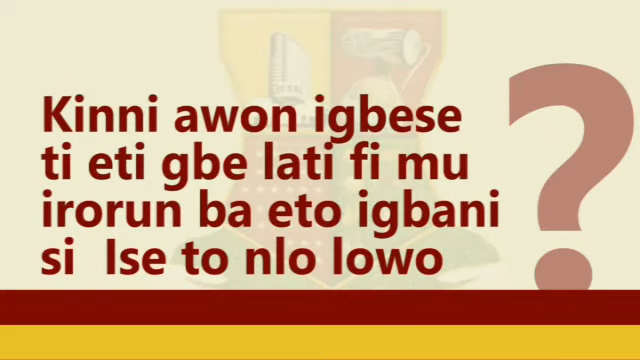 Kinni awon igbese
ti eti gbe lati fi mu
irorun ba eto igbani
si  Ise to nlo lowo
?